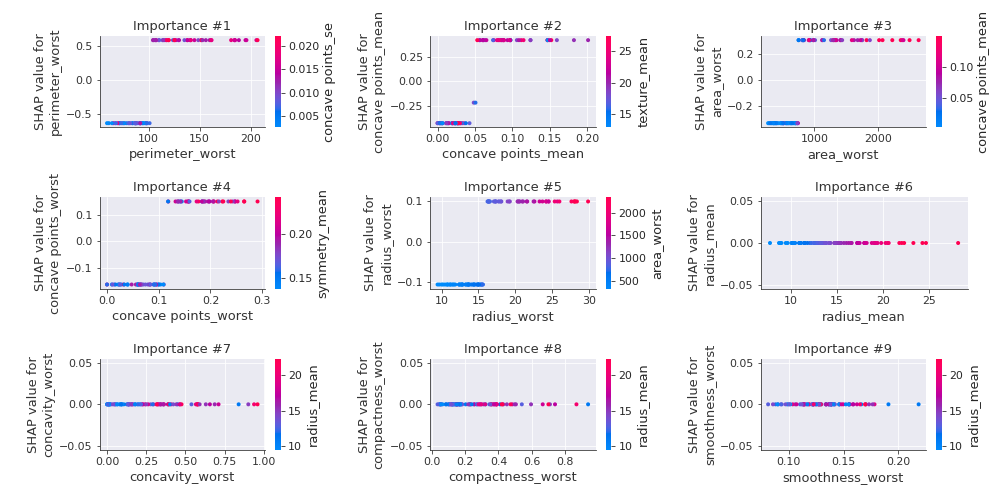 Importance #1
SHAP value for
perimeter_worst
0.5
0.0
−0.5
100
150
200
perimeter_worst
0.020
0.015
0.010
0.005
concave points_se
Importance #2
SHAP value for
concave points_mean
0.25
0.00
−0.25
0.00
0.05
0.10
0.15
0.20
concave points_mean
25
20
15
texture_mean
Importance #3
SHAP value for
area_worst
0.2
0.0
−0.2
1000
2000
area_worst
0.10
0.05
concave points_mean
Importance #4
SHAP value for
concave points_worst
0.1
0.0
−0.1
0.0
0.1
0.2
0.3
concave points_worst
0.20
0.15
symmetry_mean
Importance #5
SHAP value for
radius_worst
0.1
0.0
−0.1
10
15
20
25
30
radius_worst
2000
1500
1000
500
area_worst
Importance #6
SHAP value for
radius_mean
0.05
0.00
−0.05
10
15
20
25
radius_mean
Importance #7
SHAP value for
concavity_worst
0.05
0.00
−0.05
0.00
0.25
0.50
0.75
1.00
concavity_worst
20
15
10
radius_mean
Importance #8
SHAP value for
compactness_worst
0.05
0.00
−0.05
0.0
0.2
0.4
0.6
0.8
compactness_worst
20
15
10
radius_mean
Importance #9
SHAP value for
smoothness_worst
0.05
0.00
−0.05
0.10
0.15
0.20
smoothness_worst
20
15
10
radius_mean